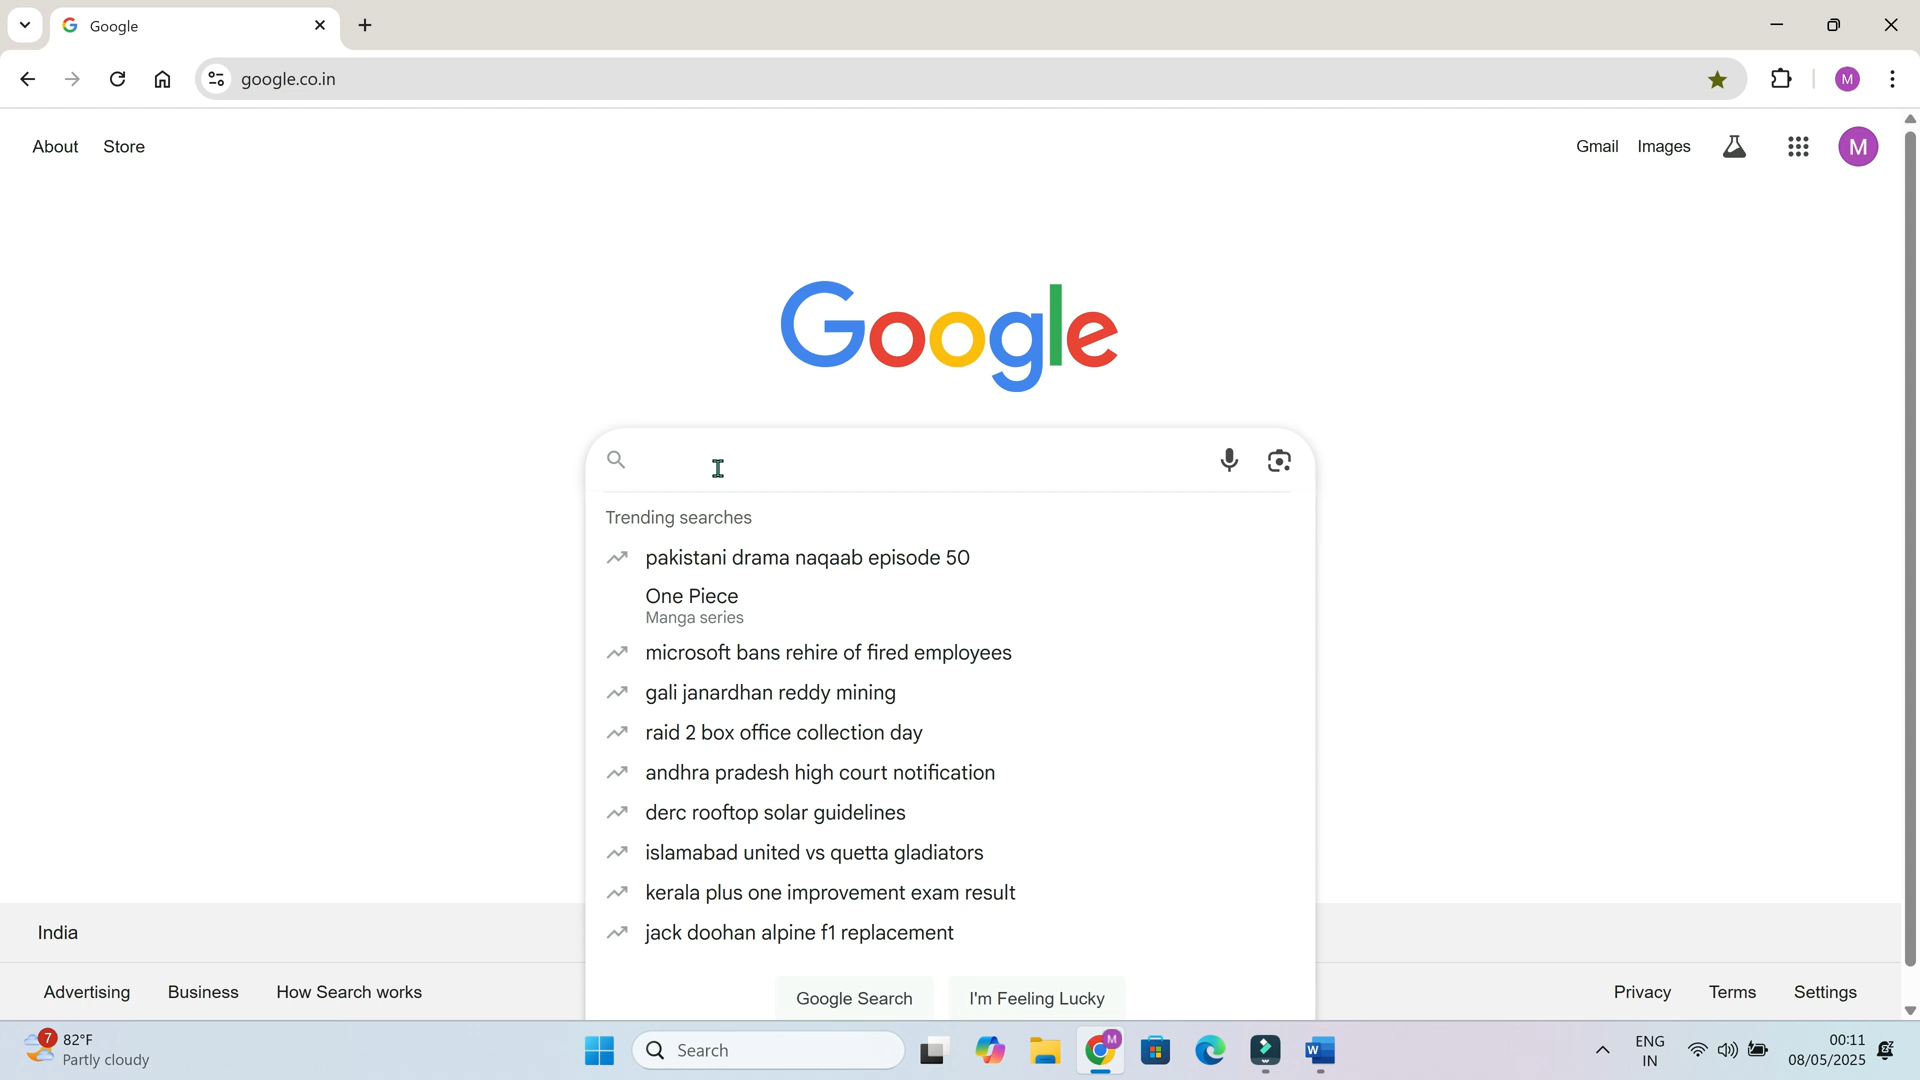 Google
google.co.in
M
About
Store
Gmail
Images
M
Google
Trending searches
pakistani drama naqaab episode 50
One Piece
Manga series
microsoft bans rehire of fired employees
gali janardhan reddy mining
raid 2 box office collection day
andhra pradesh high court notification
derc rooftop solar guidelines
islamabad united vs quetta gladiators
kerala plus one improvement exam result
jack doohan alpine f1 replacement
Google Search
I'm Feeling Lucky
India
Advertising
Business
How Search works
Privacy
Terms
Settings
7
82°F
Partly cloudy
Search
M
W
ENG
IN
00:11
08/05/2025